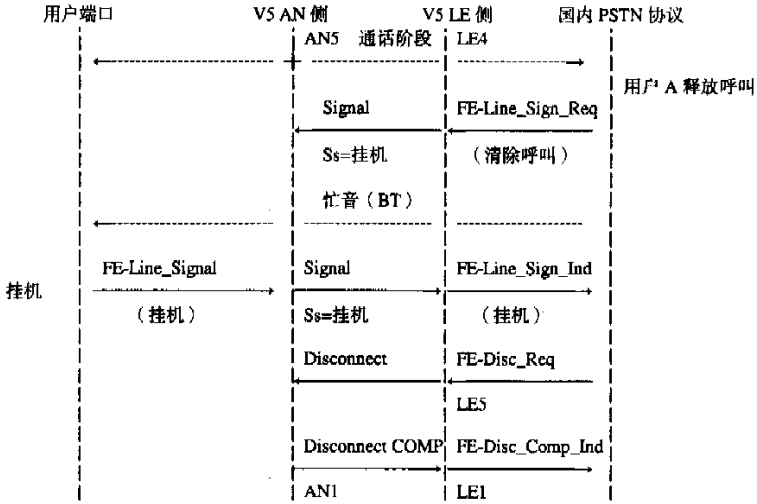 用户端口 V5 AN 侧 V5 LE 侧 国内 PSTN 协议
AN5 通话阶段 LE4
用户 A 释放呼叫
Signal FE-Line_Sign_Req
Ss=挂机 （清除呼叫）
忙音（BT）
FE-Line_Signal Signal FE-Line_Sign_Ind
挂机
（挂机） Ss=挂机 （挂机）
Disconnect FE-Disc_Req
LE5
Disconnect COMP FE-Disc_Comp_Ind
AN1 LE1